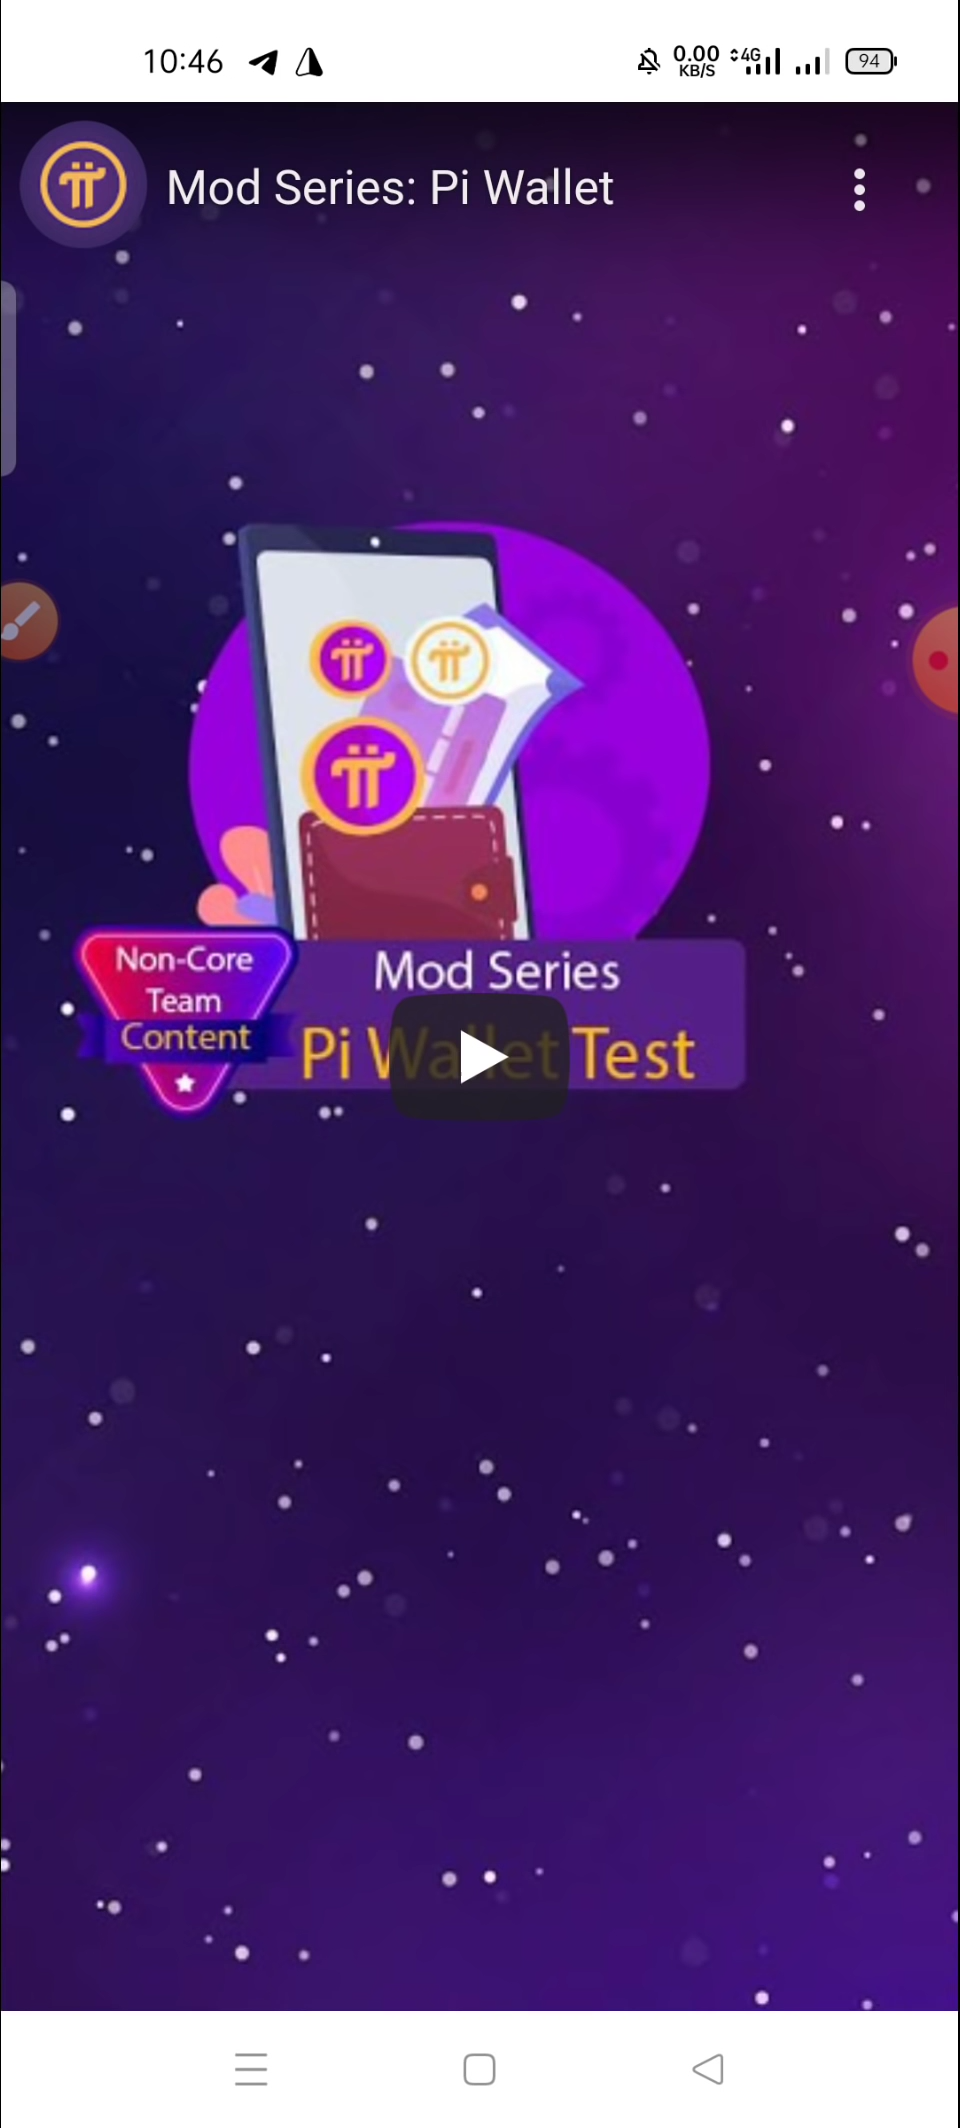 10:46
0.00
KB/S
4G
94
Mod Series: Pi Wallet
Non-Core
Team
Content
Mod Series
Pi Wallet Test